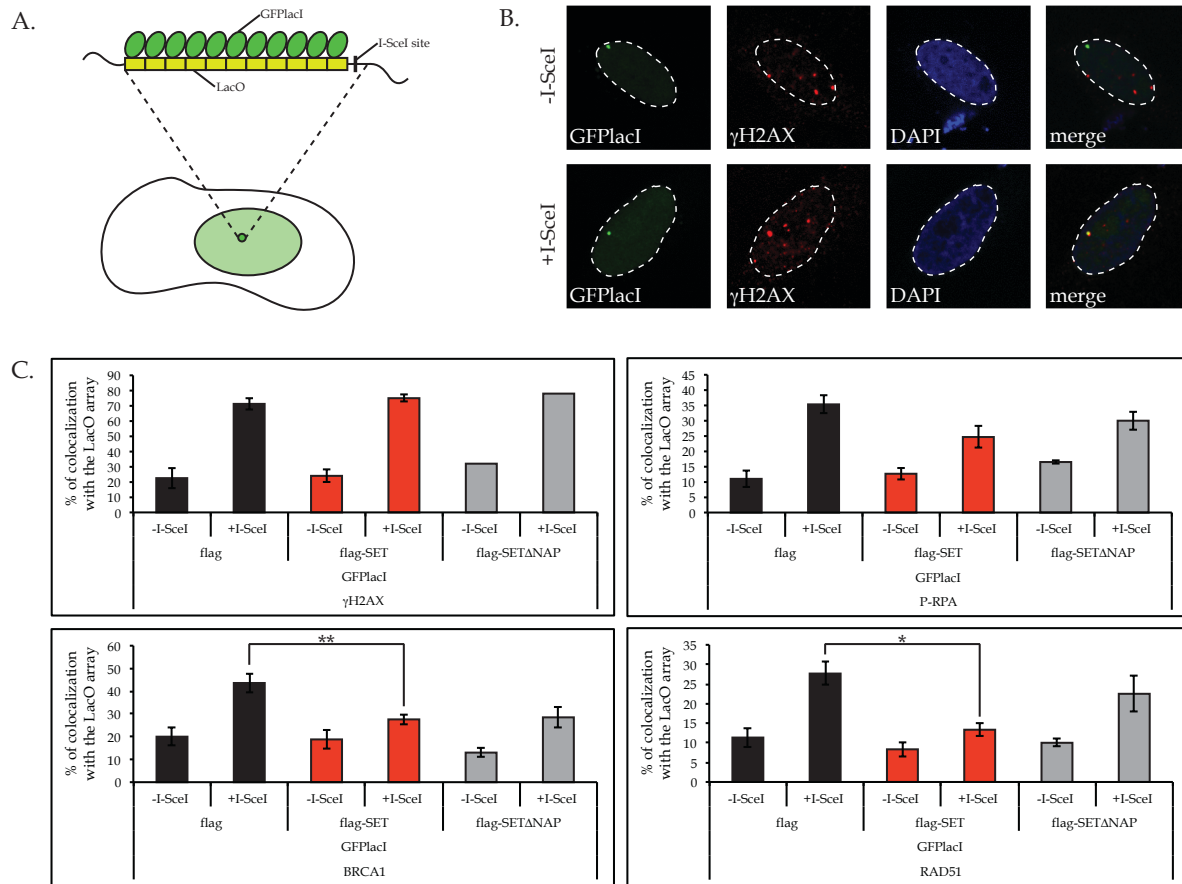 A.
GFPlacI
I-SceI site
LacO
B.
-I-SceI
GFPlacI
γH2AX
DAPI
merge
+I-SceI
GFPlacI
γH2AX
DAPI
merge
C.
% of colocalization
with the LacO array
90
80
70
60
50
40
30
20
10
0
-I-SceI +I-SceI -I-SceI +I-SceI -I-SceI +I-SceI
flag flag-SET flag-SETΔNAP
GFPlacI
γH2AX
% of colocalization
with the LacO array
45
40
35
30
25
20
15
10
5
0
-I-SceI +I-SceI -I-SceI +I-SceI -I-SceI +I-SceI
flag flag-SET flag-SETΔNAP
GFPlacI
P-RPA
% of colocalization
with the LacO array
60
50
40
30
20
10
0
**
-I-SceI +I-SceI -I-SceI +I-SceI -I-SceI +I-SceI
flag flag-SET flag-SETΔNAP
GFPlacI
BRCA1
% of colocalization
with the LacO array
35
30
25
20
15
10
5
0
*
-I-SceI +I-SceI -I-SceI +I-SceI -I-SceI +I-SceI
flag flag-SET flag-SETΔNAP
GFPlacI
RAD51